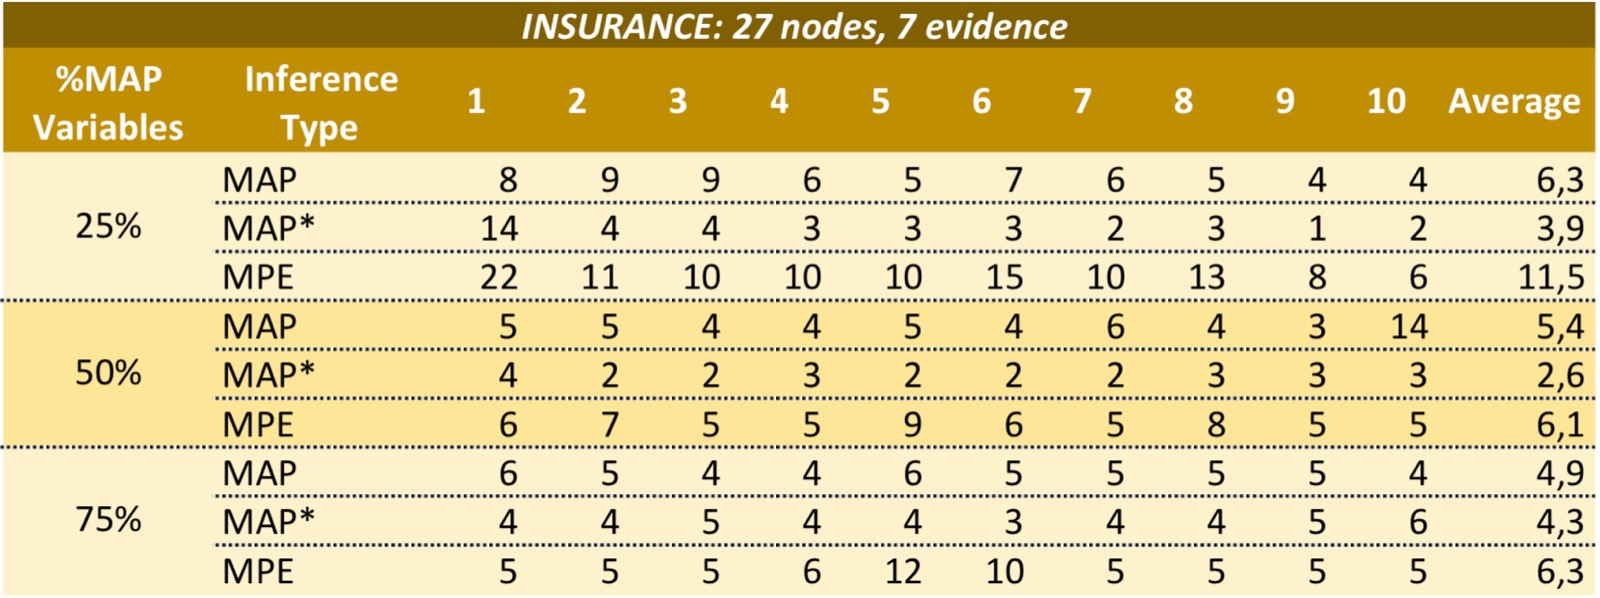 INSURANCE: 27 nodes, 7 evidence
%MAP Variables Inference Type 1 2 3 4 5 6 7 8 9 10 Average
25%
MAP 8 9 9 6 5 7 6 5 4 4 6,3
MAP* 14 4 4 3 3 3 2 3 1 2 3,9
MPE 22 11 10 10 10 15 10 13 8 6 11,5
50%
MAP 5 5 4 4 5 4 6 4 3 14 5,4
MAP* 4 2 2 3 2 2 2 3 3 3 2,6
MPE 6 7 5 5 9 6 5 8 5 5 6,1
75%
MAP 6 5 4 4 6 5 5 5 5 4 4,9
MAP* 4 4 5 4 4 3 4 4 5 6 4,3
MPE 5 5 5 6 12 10 5 5 5 5 6,3